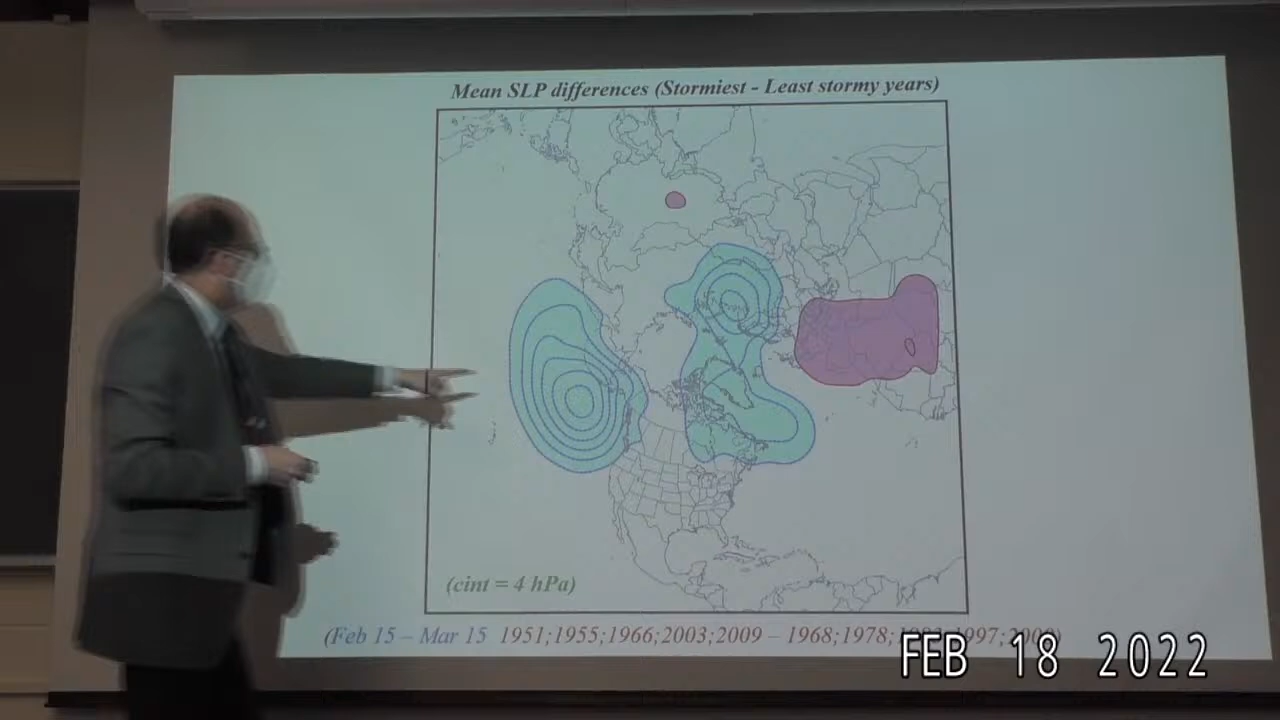 Mean SLP differences (Stormiest - Least stormy years)
(cint = 4 hPa)
(Feb 15 – Mar 15 1951;1955;1966;2003;2009 – 1968;1978; 1997;
FEB 18 2022